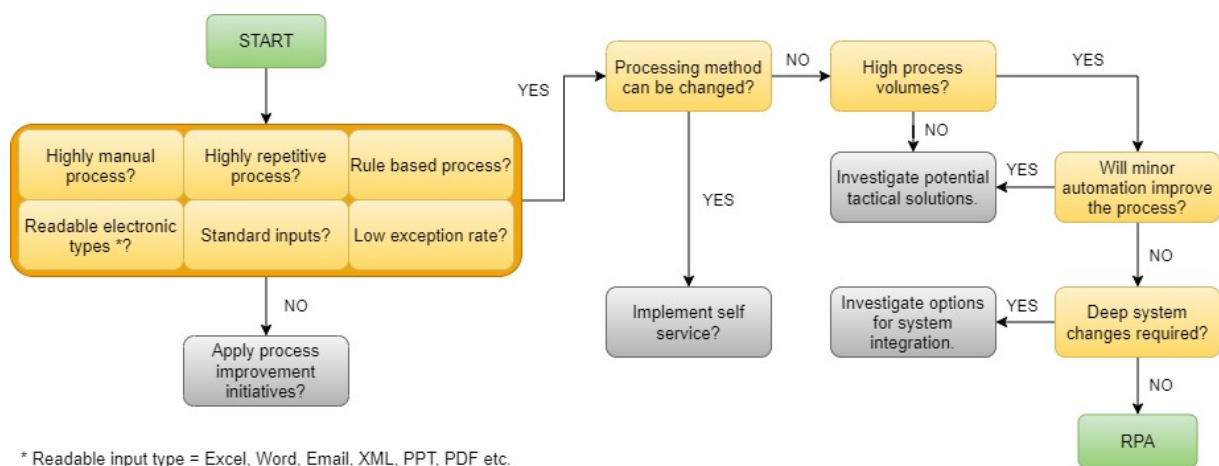 START
Highly manual
process?
Highly repetitive
process?
Rule based process?
Readable electronic
types *?
Standard inputs?
Low exception rate?
NO
Apply process
improvement
initiatives?
YES
Processing method
can be changed?
YES
Implement self
service?
NO
High process
volumes?
NO
Investigate potential
tactical solutions.
YES
Will minor
automation improve
the process?
YES
NO
Deep system
changes required?
YES
Investigate options
for system
integration.
NO
RPA
* Readable input type = Excel, Word, Email, XML, PPT, PDF etc.